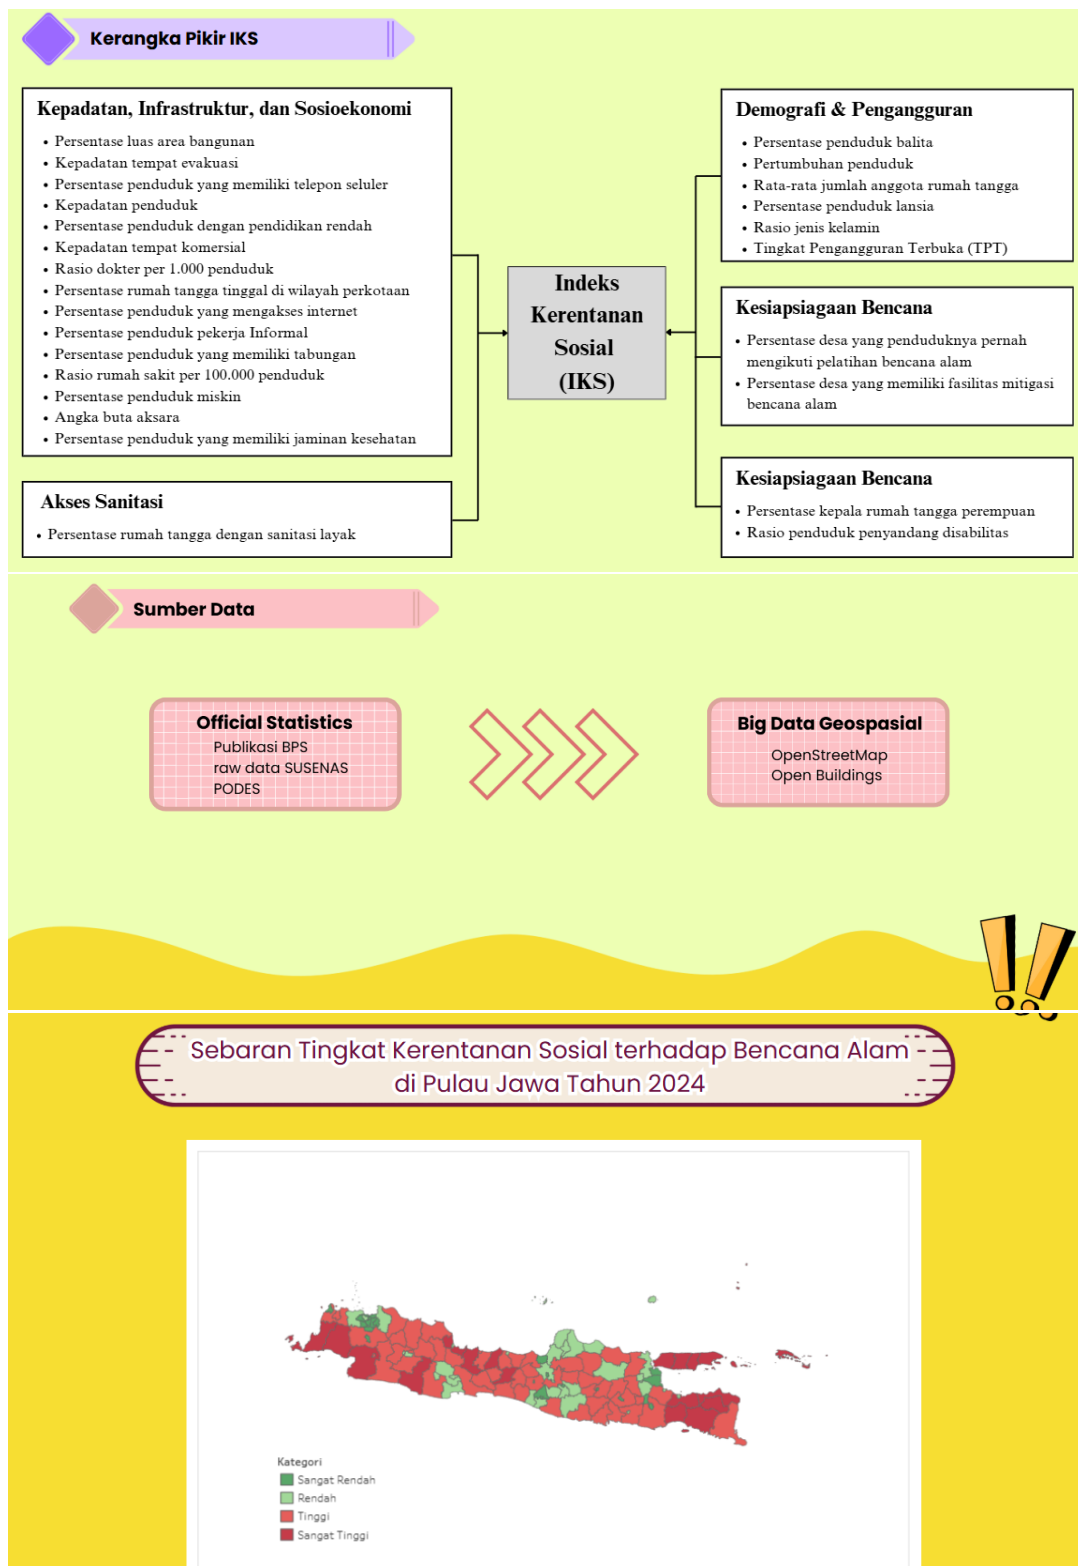 Kerangka Pikir IKS
Kepadatan, Infrastruktur, dan Sosioekonomi
• Persentase luas area bangunan
• Kepadatan tempat evakuasi
• Persentase penduduk yang memiliki telepon seluler
• Kepadatan penduduk
• Persentase penduduk dengan pendidikan rendah
• Kepadatan tempat komersial
• Rasio dokter per 1.000 penduduk
• Persentase rumah tangga tinggal di wilayah perkotaan
• Persentase penduduk yang mengakses internet
• Persentase penduduk pekerja Informal
• Persentase penduduk yang memiliki tabungan
• Rasio rumah sakit per 100.000 penduduk
• Persentase penduduk miskin
• Angka buta aksara
• Persentase penduduk yang memiliki jaminan kesehatan
Akses Sanitasi
• Persentase rumah tangga dengan sanitasi layak
Indeks
Kerentanan
Sosial
(IKS)
Demografi & Pengangguran
• Persentase penduduk balita
• Pertumbuhan penduduk
• Rata-rata jumlah anggota rumah tangga
• Persentase penduduk lansia
• Rasio jenis kelamin
• Tingkat Pengangguran Terbuka (TPT)
Kesiapsiagaan Bencana
• Persentase desa yang penduduknya pernah
mengikuti pelatihan bencana alam
• Persentase desa yang memiliki fasilitas mitigasi
bencana alam
Kesiapsiagaan Bencana
• Persentase kepala rumah tangga perempuan
• Rasio penduduk penyandang disabilitas
Sumber Data
Official Statistics
Publikasi BPS
raw data SUSENAS
PODES
Big Data Geospasial
OpenStreetMap
Open Buildings
Sebaran Tingkat Kerentanan Sosial terhadap Bencana Alam
di Pulau Jawa Tahun 2024
Kategori
Sangat Rendah
Rendah
Tinggi
Sangat Tinggi